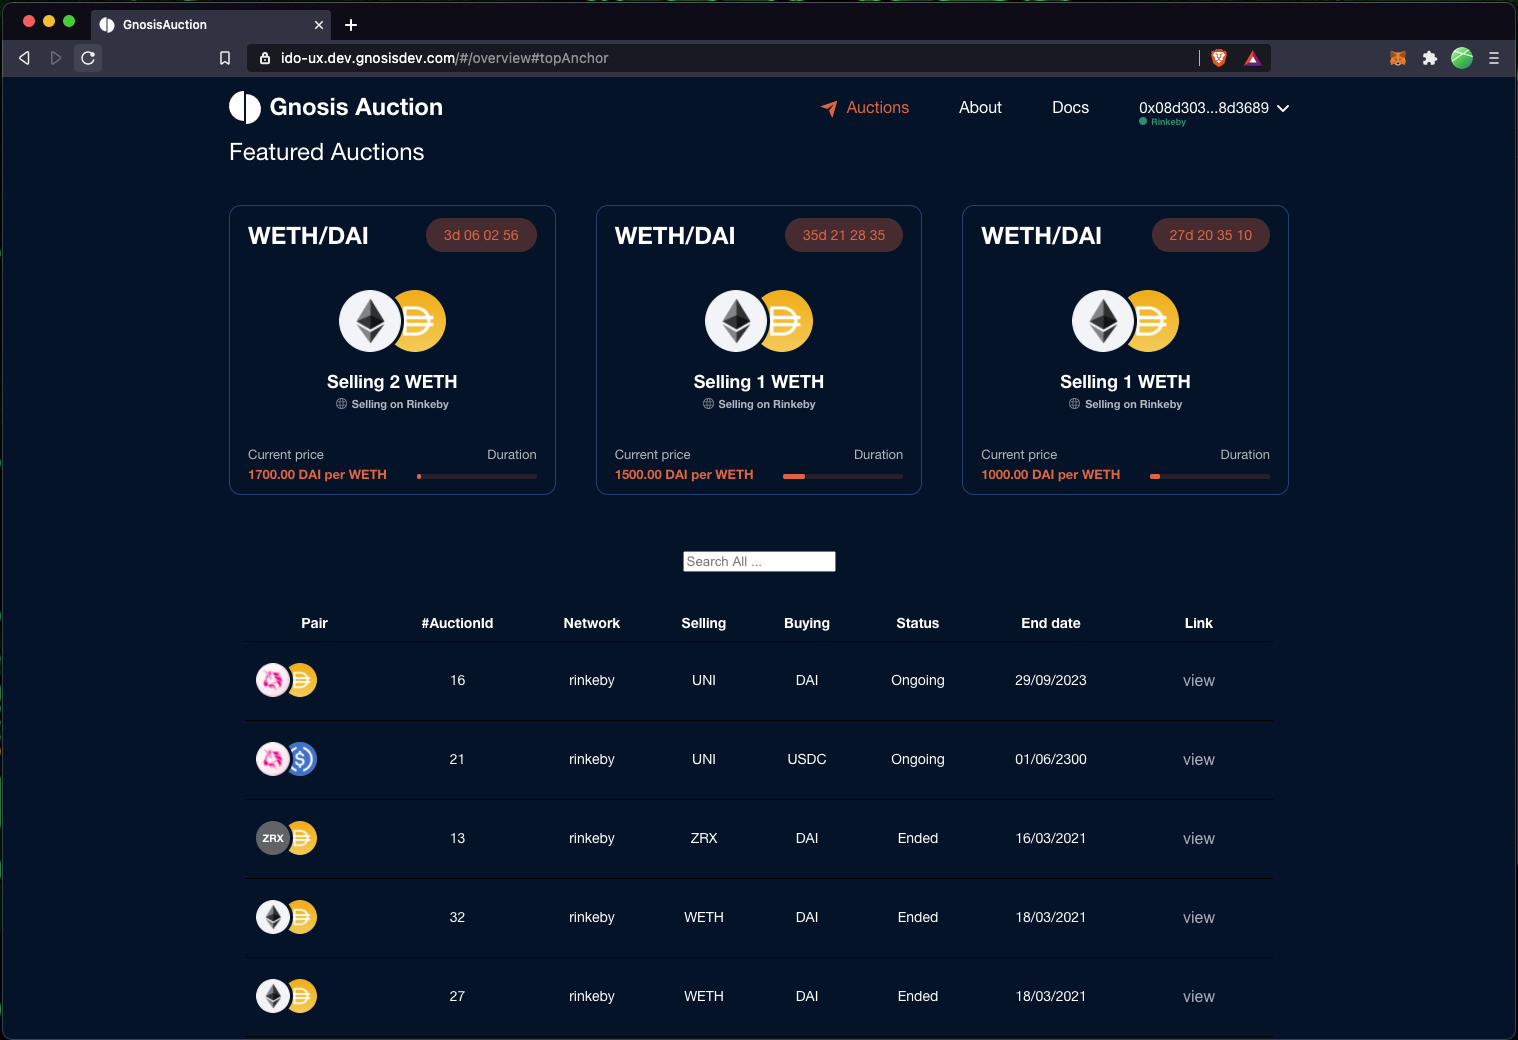 GnosisAuction
ido-ux.dev.gnosisdev.com/#/overview#topAnchor
Gnosis Auction
Auctions
About
Docs
0x08d303...8d3689
Rinkeby
Featured Auctions
WETH/DAI
3d 06 02 56
Selling 2 WETH
Selling on Rinkeby
Current price
Duration
1700.00 DAI per WETH
WETH/DAI
35d 21 28 35
Selling 1 WETH
Selling on Rinkeby
Current price
Duration
1500.00 DAI per WETH
WETH/DAI
27d 20 35 10
Selling 1 WETH
Selling on Rinkeby
Current price
Duration
1000.00 DAI per WETH
Search All ...
Pair #AuctionId Network Selling Buying Status End date Link
16 rinkeby UNI DAI Ongoing 29/09/2023 view
21 rinkeby UNI USDC Ongoing 01/06/2300 view
ZRX 13 rinkeby ZRX DAI Ended 16/03/2021 view
32 rinkeby WETH DAI Ended 18/03/2021 view
27 rinkeby WETH DAI Ended 18/03/2021 view